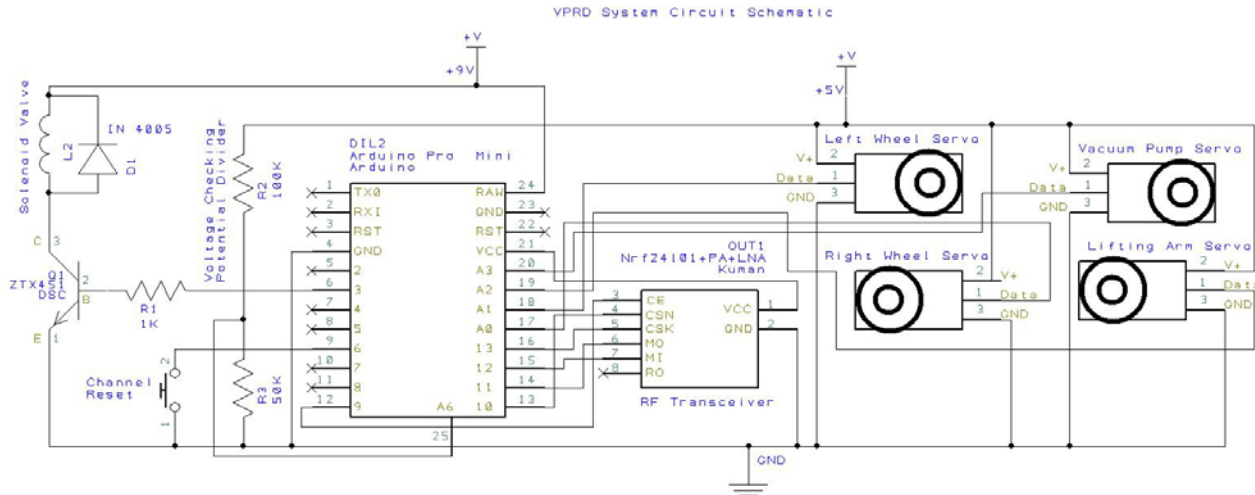 VPRD System Circuit Schematic
+V
+9V
+V
+5V
Solenoid Valve
L2
IN 4005
D1
Voltage Checking
Potential Divider
R2
100K
DIL2
Arduino Pro Mini
Arduino
1 TX0 RAW 24
2 RXI GND 23
3 RST RST 22
4 GND VCC 21
5 2 A3 20
6 3 A2 19
7 4 A1 18
8 5 A0 17
9 6 13 16
10 7 12 15
11 8 11 14
12 9 A6 10 13
25
C 3
Q1
ZTX451
DSC
2
B
E 1
R1
1K
Channel
Reset
2
1
R3
50K
OUT1
Nrf24l01+PA+LNA
Kuman
3 CE
4 CSN
5 CSK
6 MO
7 MI
8 RO
VCC 1
GND 2
RF Transceiver
Left Wheel Servo
V+ 2
Data 1
GND 3
Vacuum Pump Servo
V+ 2
Data 1
GND 3
Right Wheel Servo
2 V+
1 Data
3 GND
Lifting Arm Servo
2 V+
1 Data
3 GND
GND